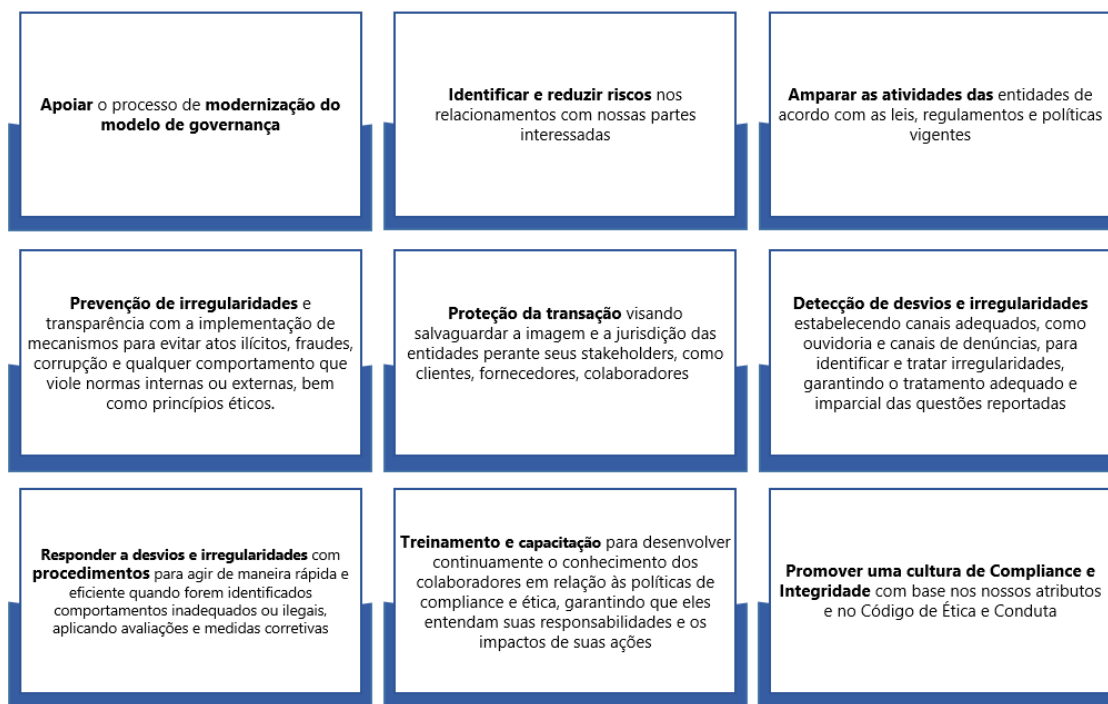 Apoiar o processo de modernização do
modelo de governança
Identificar e reduzir riscos nos
relacionamentos com nossas partes
interessadas
Amparar as atividades das entidades de
acordo com as leis, regulamentos e políticas
vigentes
Prevenção de irregularidades e
transparência com a implementação de
mecanismos para evitar atos ilícitos, fraudes,
corrupção e qualquer comportamento que
viole normas internas ou externas, bem
como princípios éticos.
Proteção da transação visando
salvaguardar a imagem e a jurisdição das
entidades perante seus stakeholders, como
clientes, fornecedores, colaboradores
Detecção de desvios e irregularidades
estabelecendo canais adequados, como
ouvidoria e canais de denúncias, para
identificar e tratar irregularidades,
garantindo o tratamento adequado e
imparcial das questões reportadas
Responder a desvios e irregularidades com
procedimentos para agir de maneira rápida e
eficiente quando forem identificados
comportamentos inadequados ou ilegais,
aplicando avaliações e medidas corretivas
Treinamento e capacitação para desenvolver
continuamente o conhecimento dos
colaboradores em relação às políticas de
compliance e ética, garantindo que eles
entendam suas responsabilidades e os
impactos de suas ações
Promover uma cultura de Compliance e
Integridade com base nos nossos atributos
e no Código de Ética e Conduta